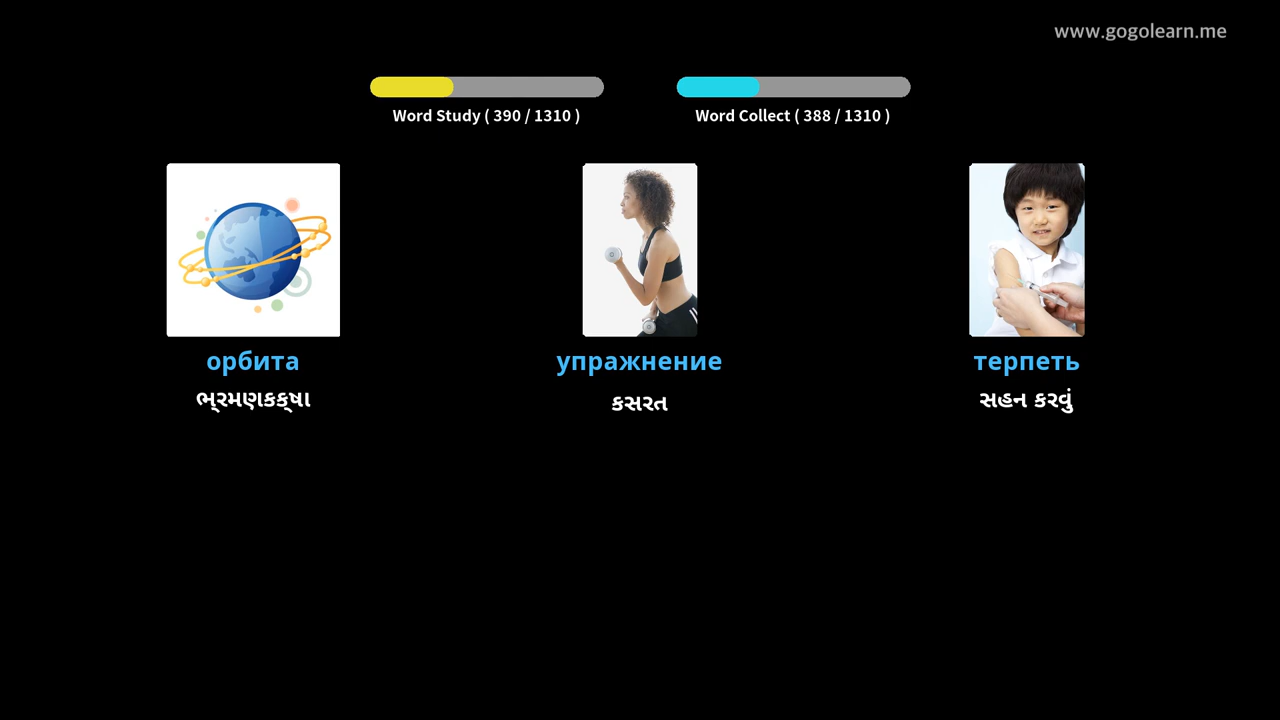 www.gogolearn.me
Word Study ( 390 / 1310 )
Word Collect ( 388 / 1310 )
орбита
упражнение
терпеть
ભ્રમણકક્ષા
કસરત
સહન કરવું